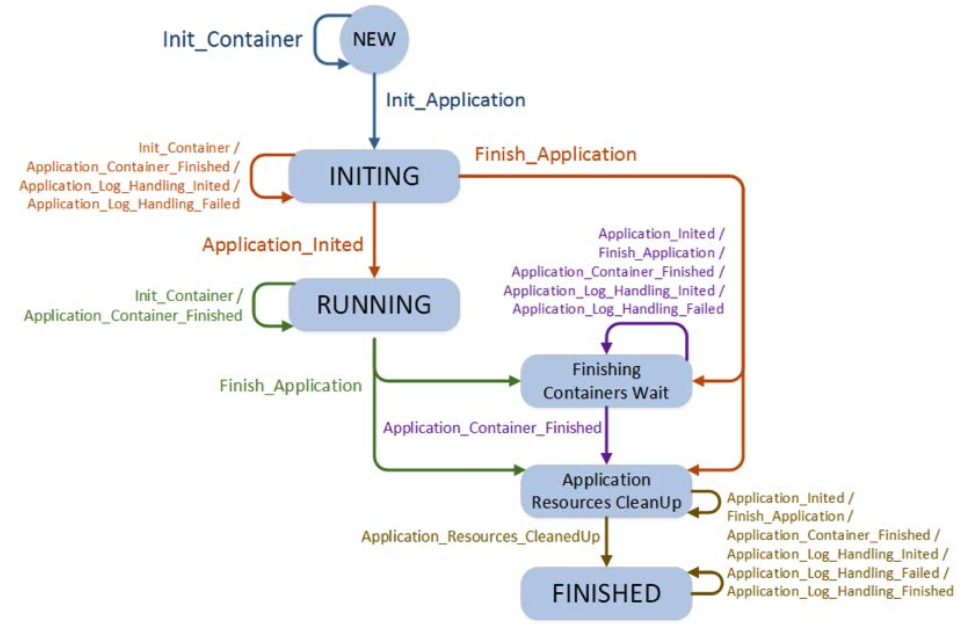 Init_Container
NEW
Init_Application
Init_Container /
Application_Container_Finished /
Application_Log_Handling_Inited /
Application_Log_Handling_Failed
INITING
Finish_Application
Application_Inited
Application_Inited /
Finish_Application /
Application_Container_Finished /
Application_Log_Handling_Inited /
Application_Log_Handling_Failed
Init_Container /
Application_Container_Finished
RUNNING
Finish_Application
Finishing
Containers Wait
Application_Container_Finished
Application
Resources CleanUp
Application_Resources_CleanedUp
Application_Inited /
Finish_Application /
Application_Container_Finished /
Application_Log_Handling_Inited /
Application_Log_Handling_Failed /
Application_Log_Handling_Finished
FINISHED